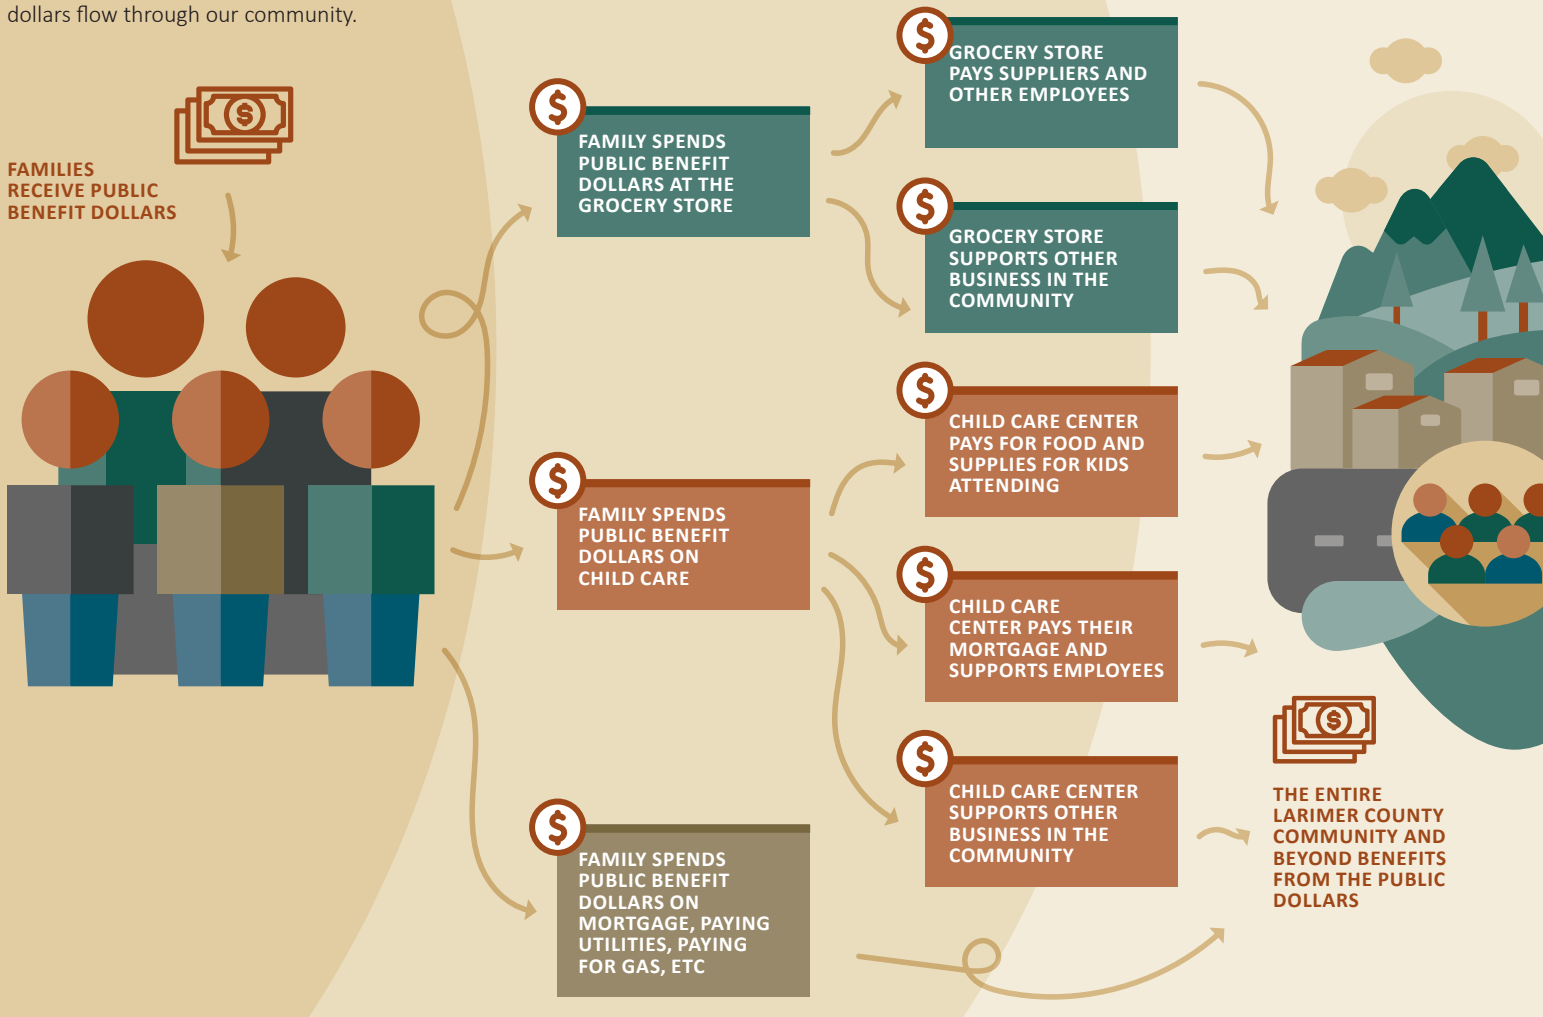 dollars flow through our community.
FAMILIES
RECEIVE PUBLIC
BENEFIT DOLLARS
FAMILY SPENDS
PUBLIC BENEFIT
DOLLARS AT THE
GROCERY STORE
FAMILY SPENDS
PUBLIC BENEFIT
DOLLARS ON
CHILD CARE
FAMILY SPENDS
PUBLIC BENEFIT
DOLLARS ON
MORTGAGE, PAYING
UTILITIES, PAYING
FOR GAS, ETC
GROCERY STORE
PAYS SUPPLIERS AND
OTHER EMPLOYEES
GROCERY STORE
SUPPORTS OTHER
BUSINESS IN THE
COMMUNITY
CHILD CARE CENTER
PAYS FOR FOOD AND
SUPPLIES FOR KIDS
ATTENDING
CHILD CARE
CENTER PAYS THEIR
MORTGAGE AND
SUPPORTS EMPLOYEES
CHILD CARE CENTER
SUPPORTS OTHER
BUSINESS IN THE
COMMUNITY
THE ENTIRE
LARIMER COUNTY
COMMUNITY AND
BEYOND BENEFITS
FROM THE PUBLIC
DOLLARS